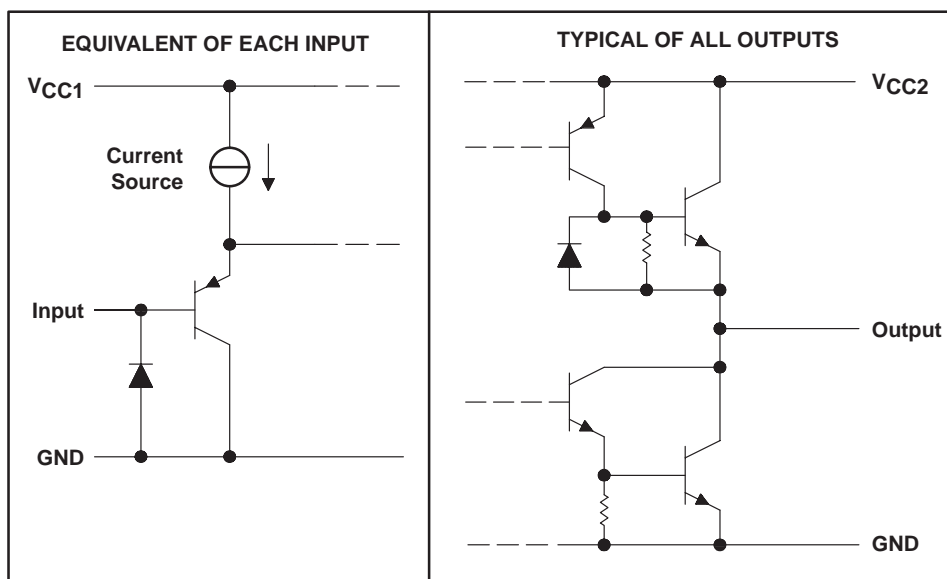 EQUIVALENT OF EACH INPUT
VCC1
Current
Source
Input
GND
TYPICAL OF ALL OUTPUTS
VCC2
Output
GND